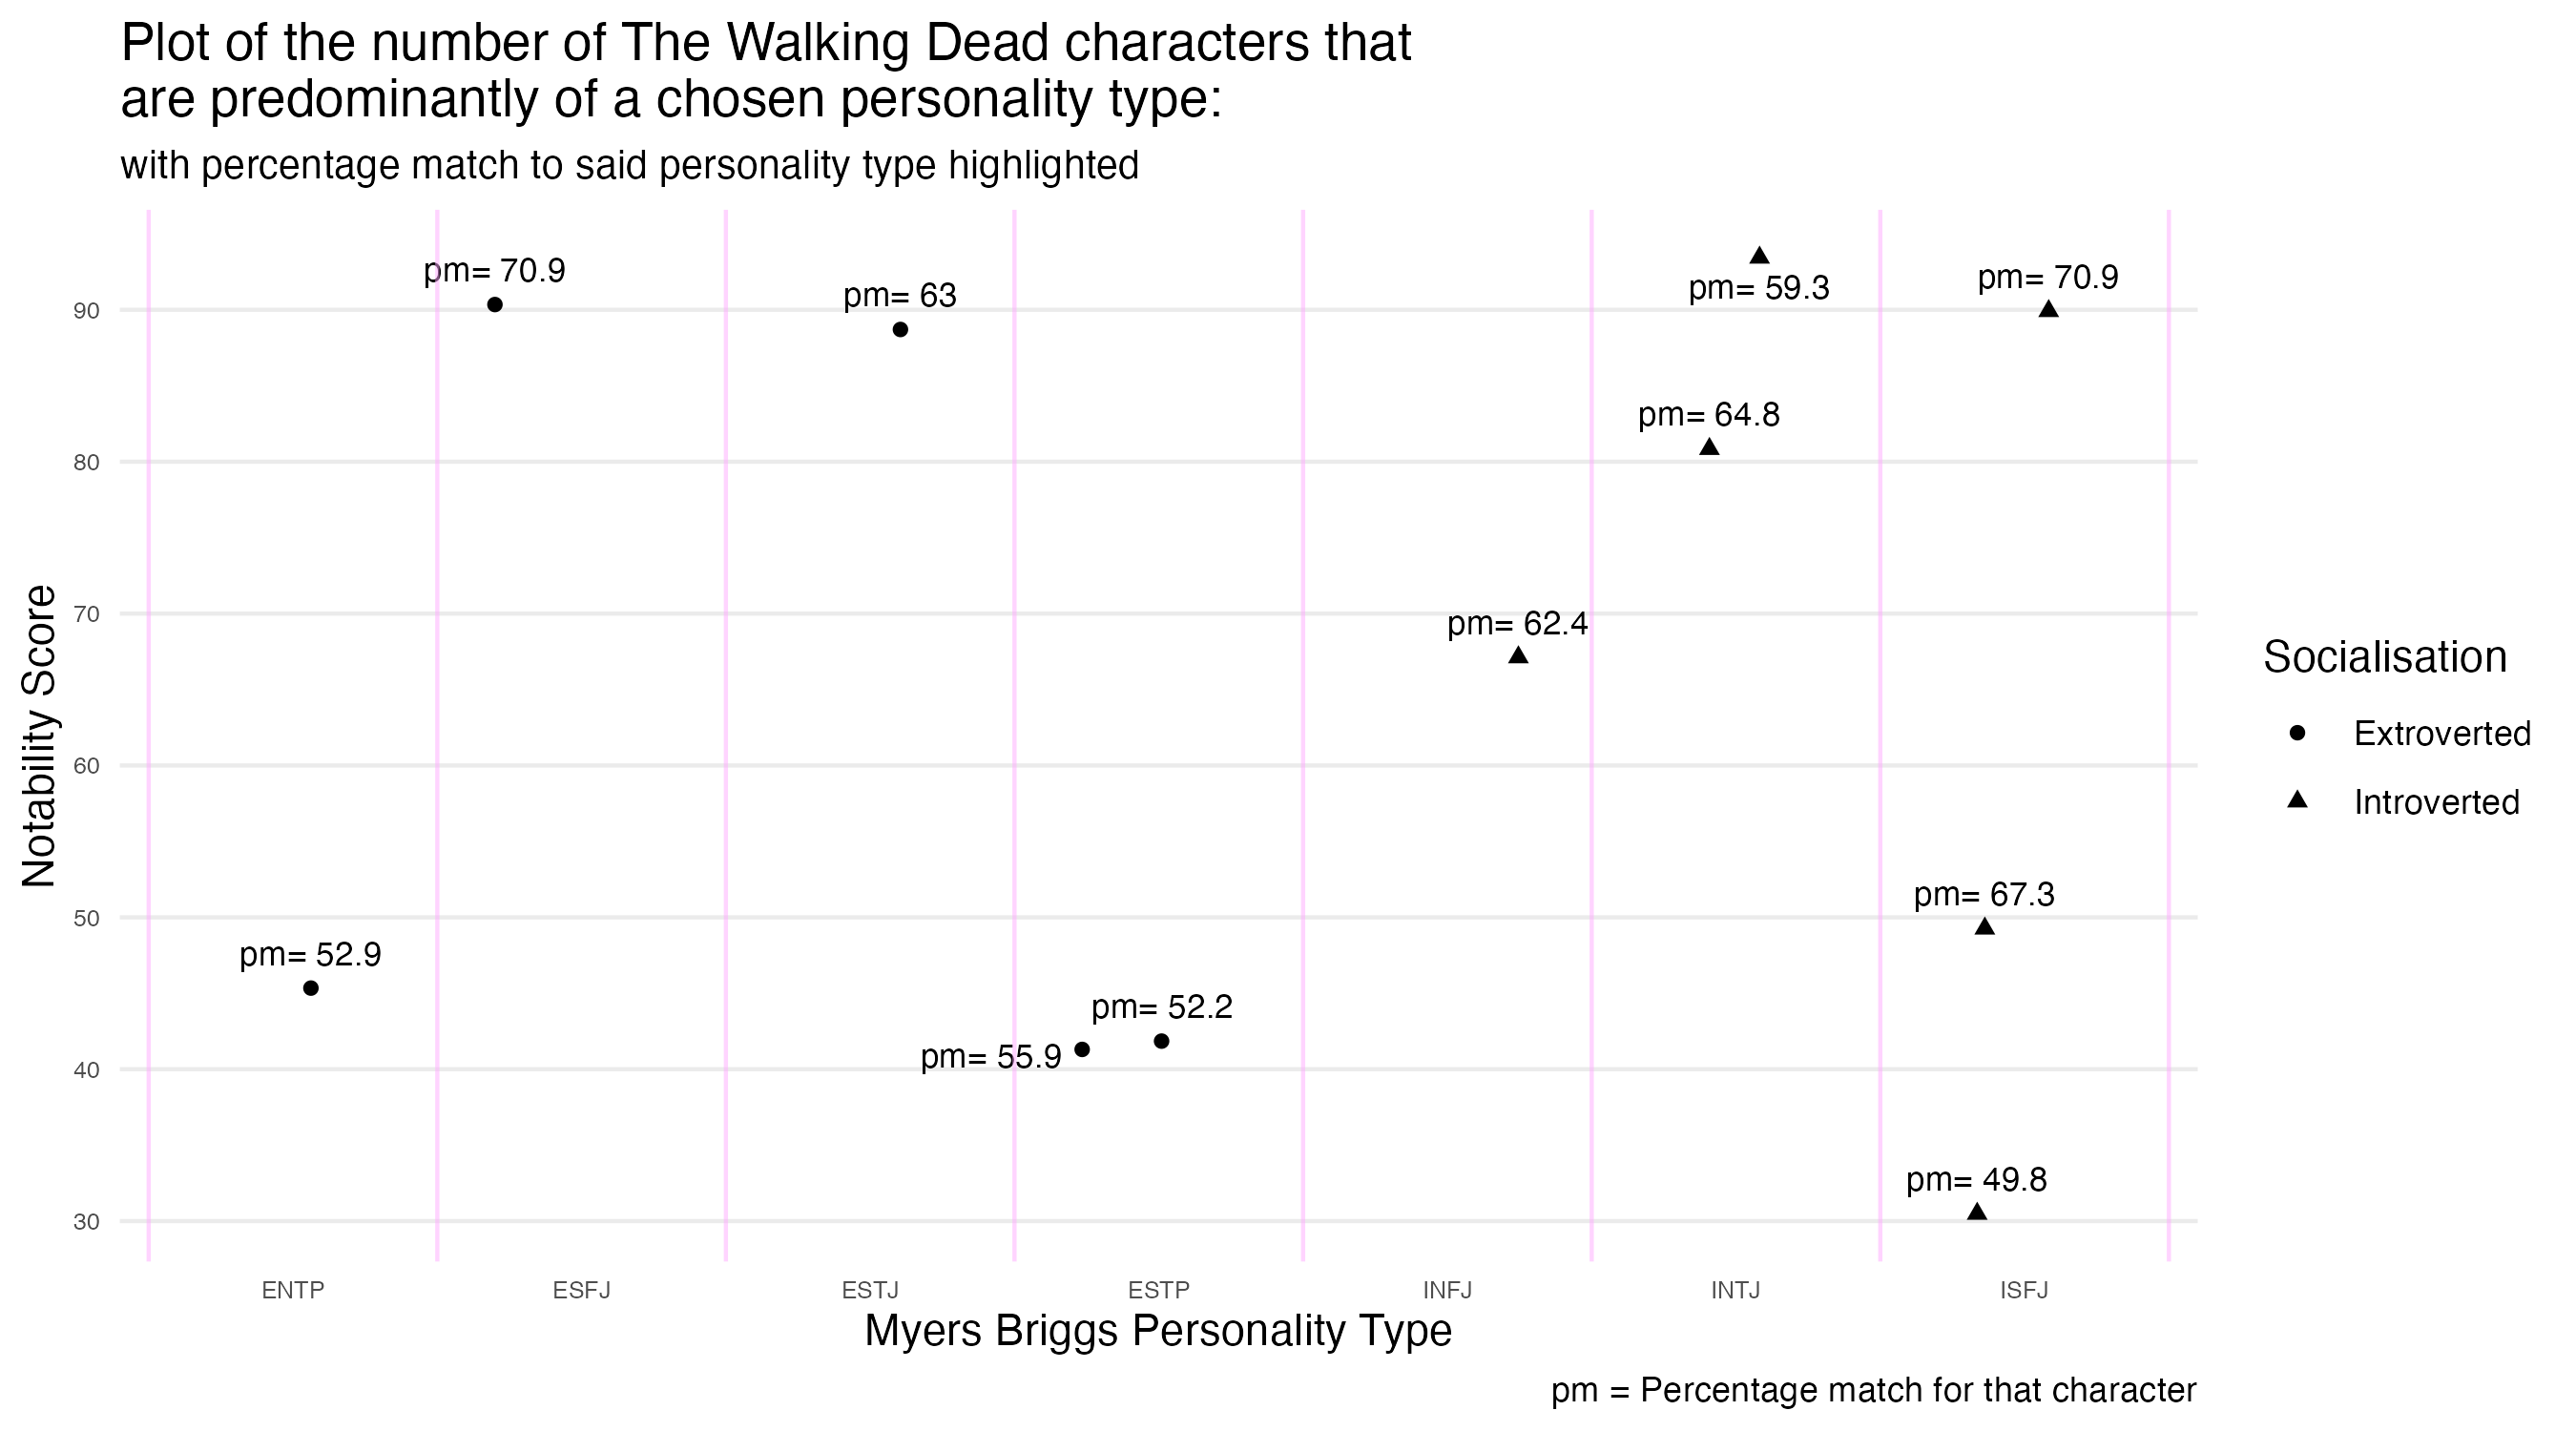 Plot of the number of The Walking Dead characters that
are predominantly of a chosen personality type:
with percentage match to said personality type highlighted
Notability Score
90
80
70
60
50
40
30
pm= 70.9
pm= 63
pm= 59.3
pm= 70.9
pm= 64.8
pm= 62.4
pm= 67.3
pm= 52.9
pm= 52.2
pm= 55.9
pm= 49.8
ENTP ESFJ ESTJ ESTP INFJ INTJ ISFJ
Myers Briggs Personality Type
Socialisation
Extroverted
Introverted
pm = Percentage match for that character